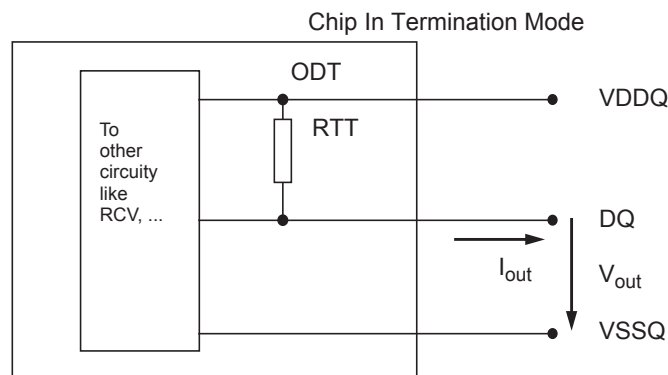 Chip In Termination Mode
ODT
VDDQ
RTT
To
other
circuity
like
RCV, ...
DQ
Iout
Vout
VSSQ